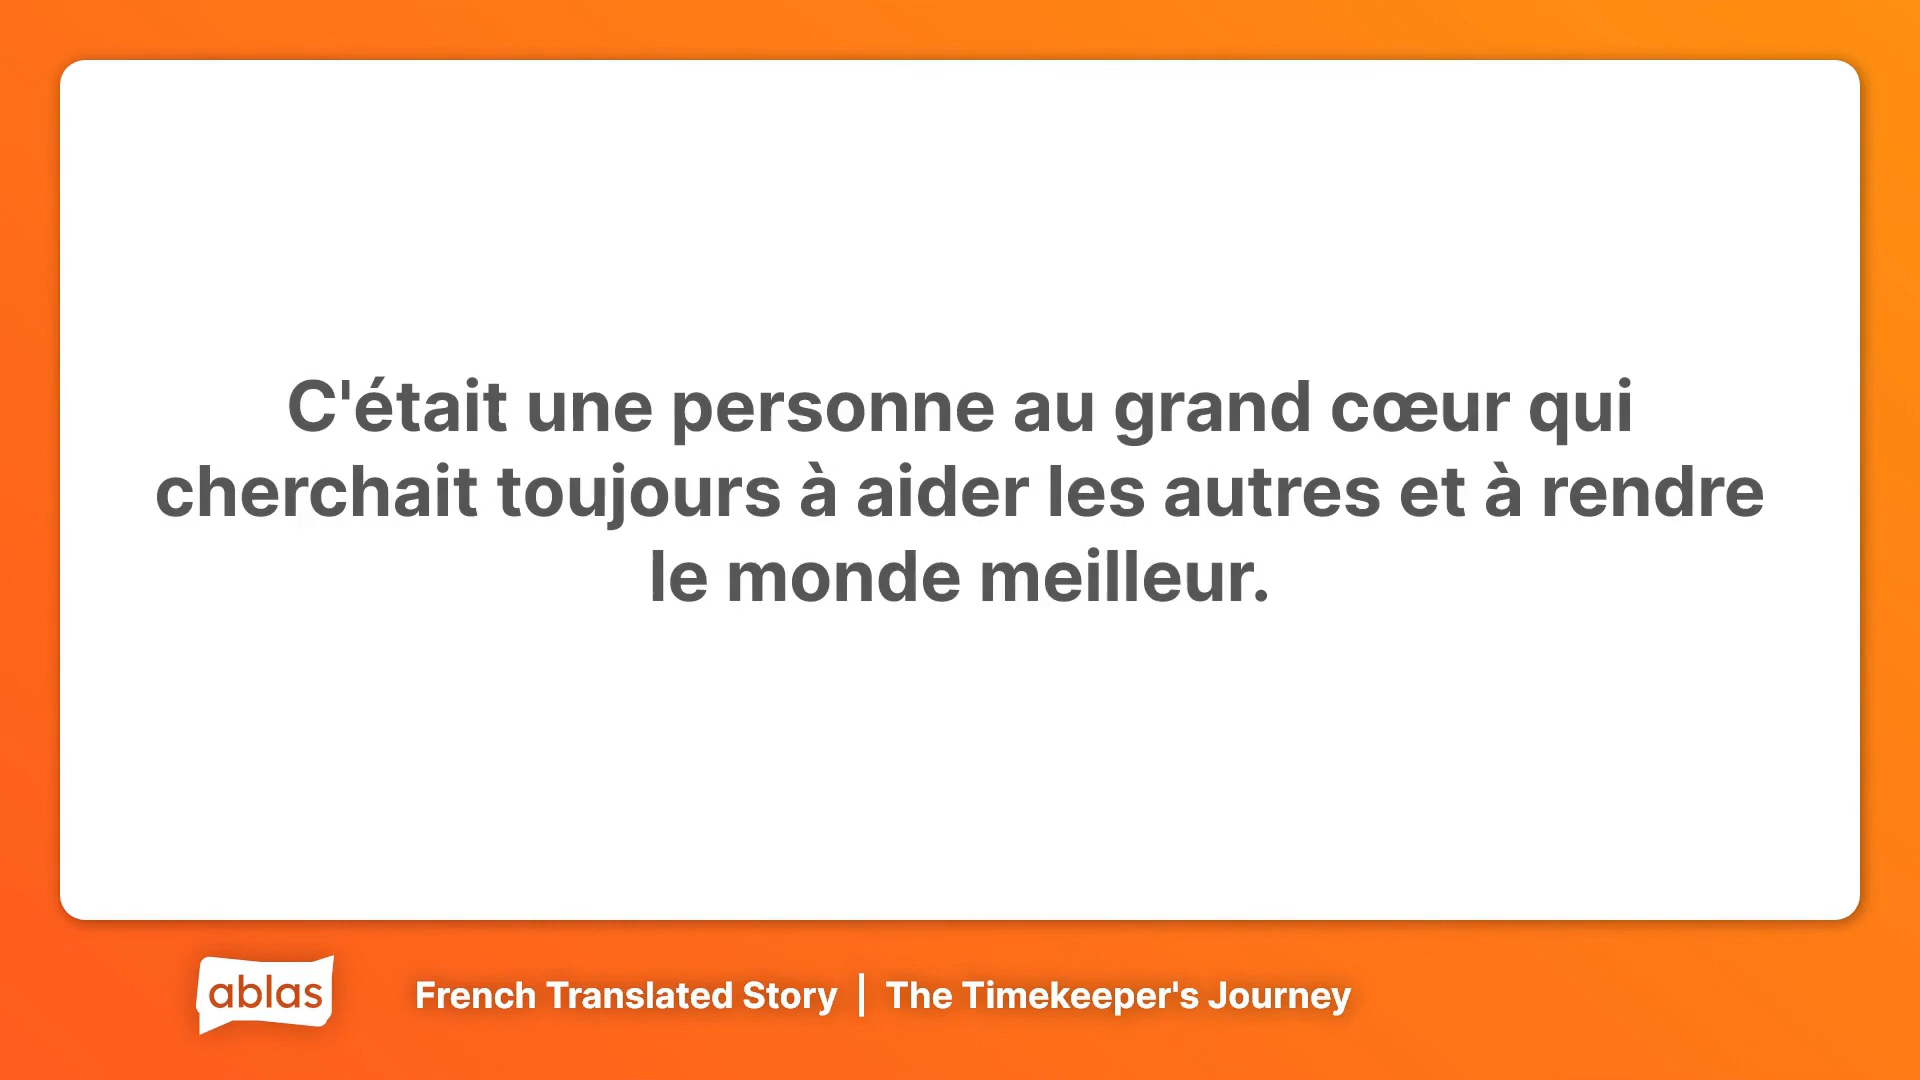 C'était une personne au grand cœur qui
cherchait toujours à aider les autres et à rendre
le monde meilleur.
ablas
French Translated Story | The Timekeeper's Journey